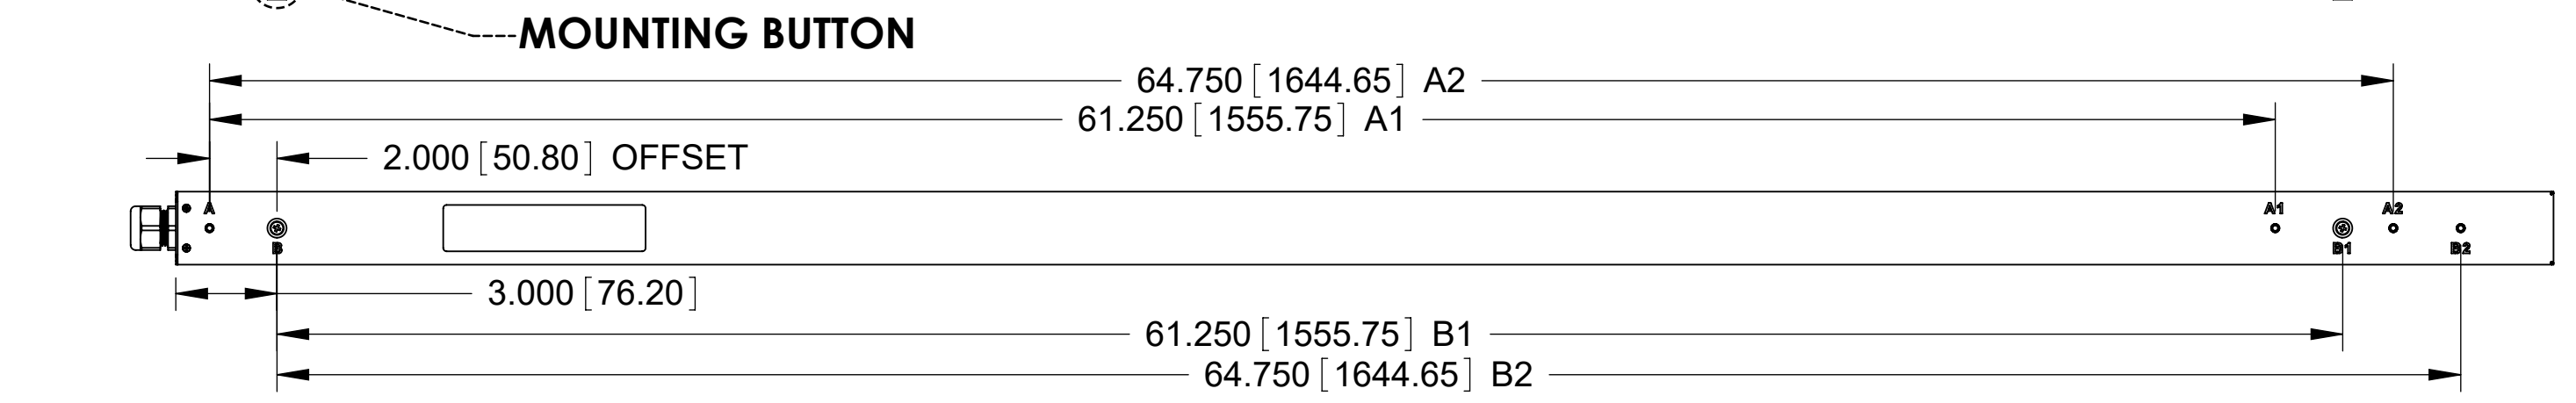 MOUNTING BUTTON
64.750 [1644.65] A2
61.250 [1555.75] A1
2.000 [50.80] OFFSET
A
A1
A2
B
B1
B2
3.000 [76.20]
61.250 [1555.75] B1
64.750 [1644.65] B2